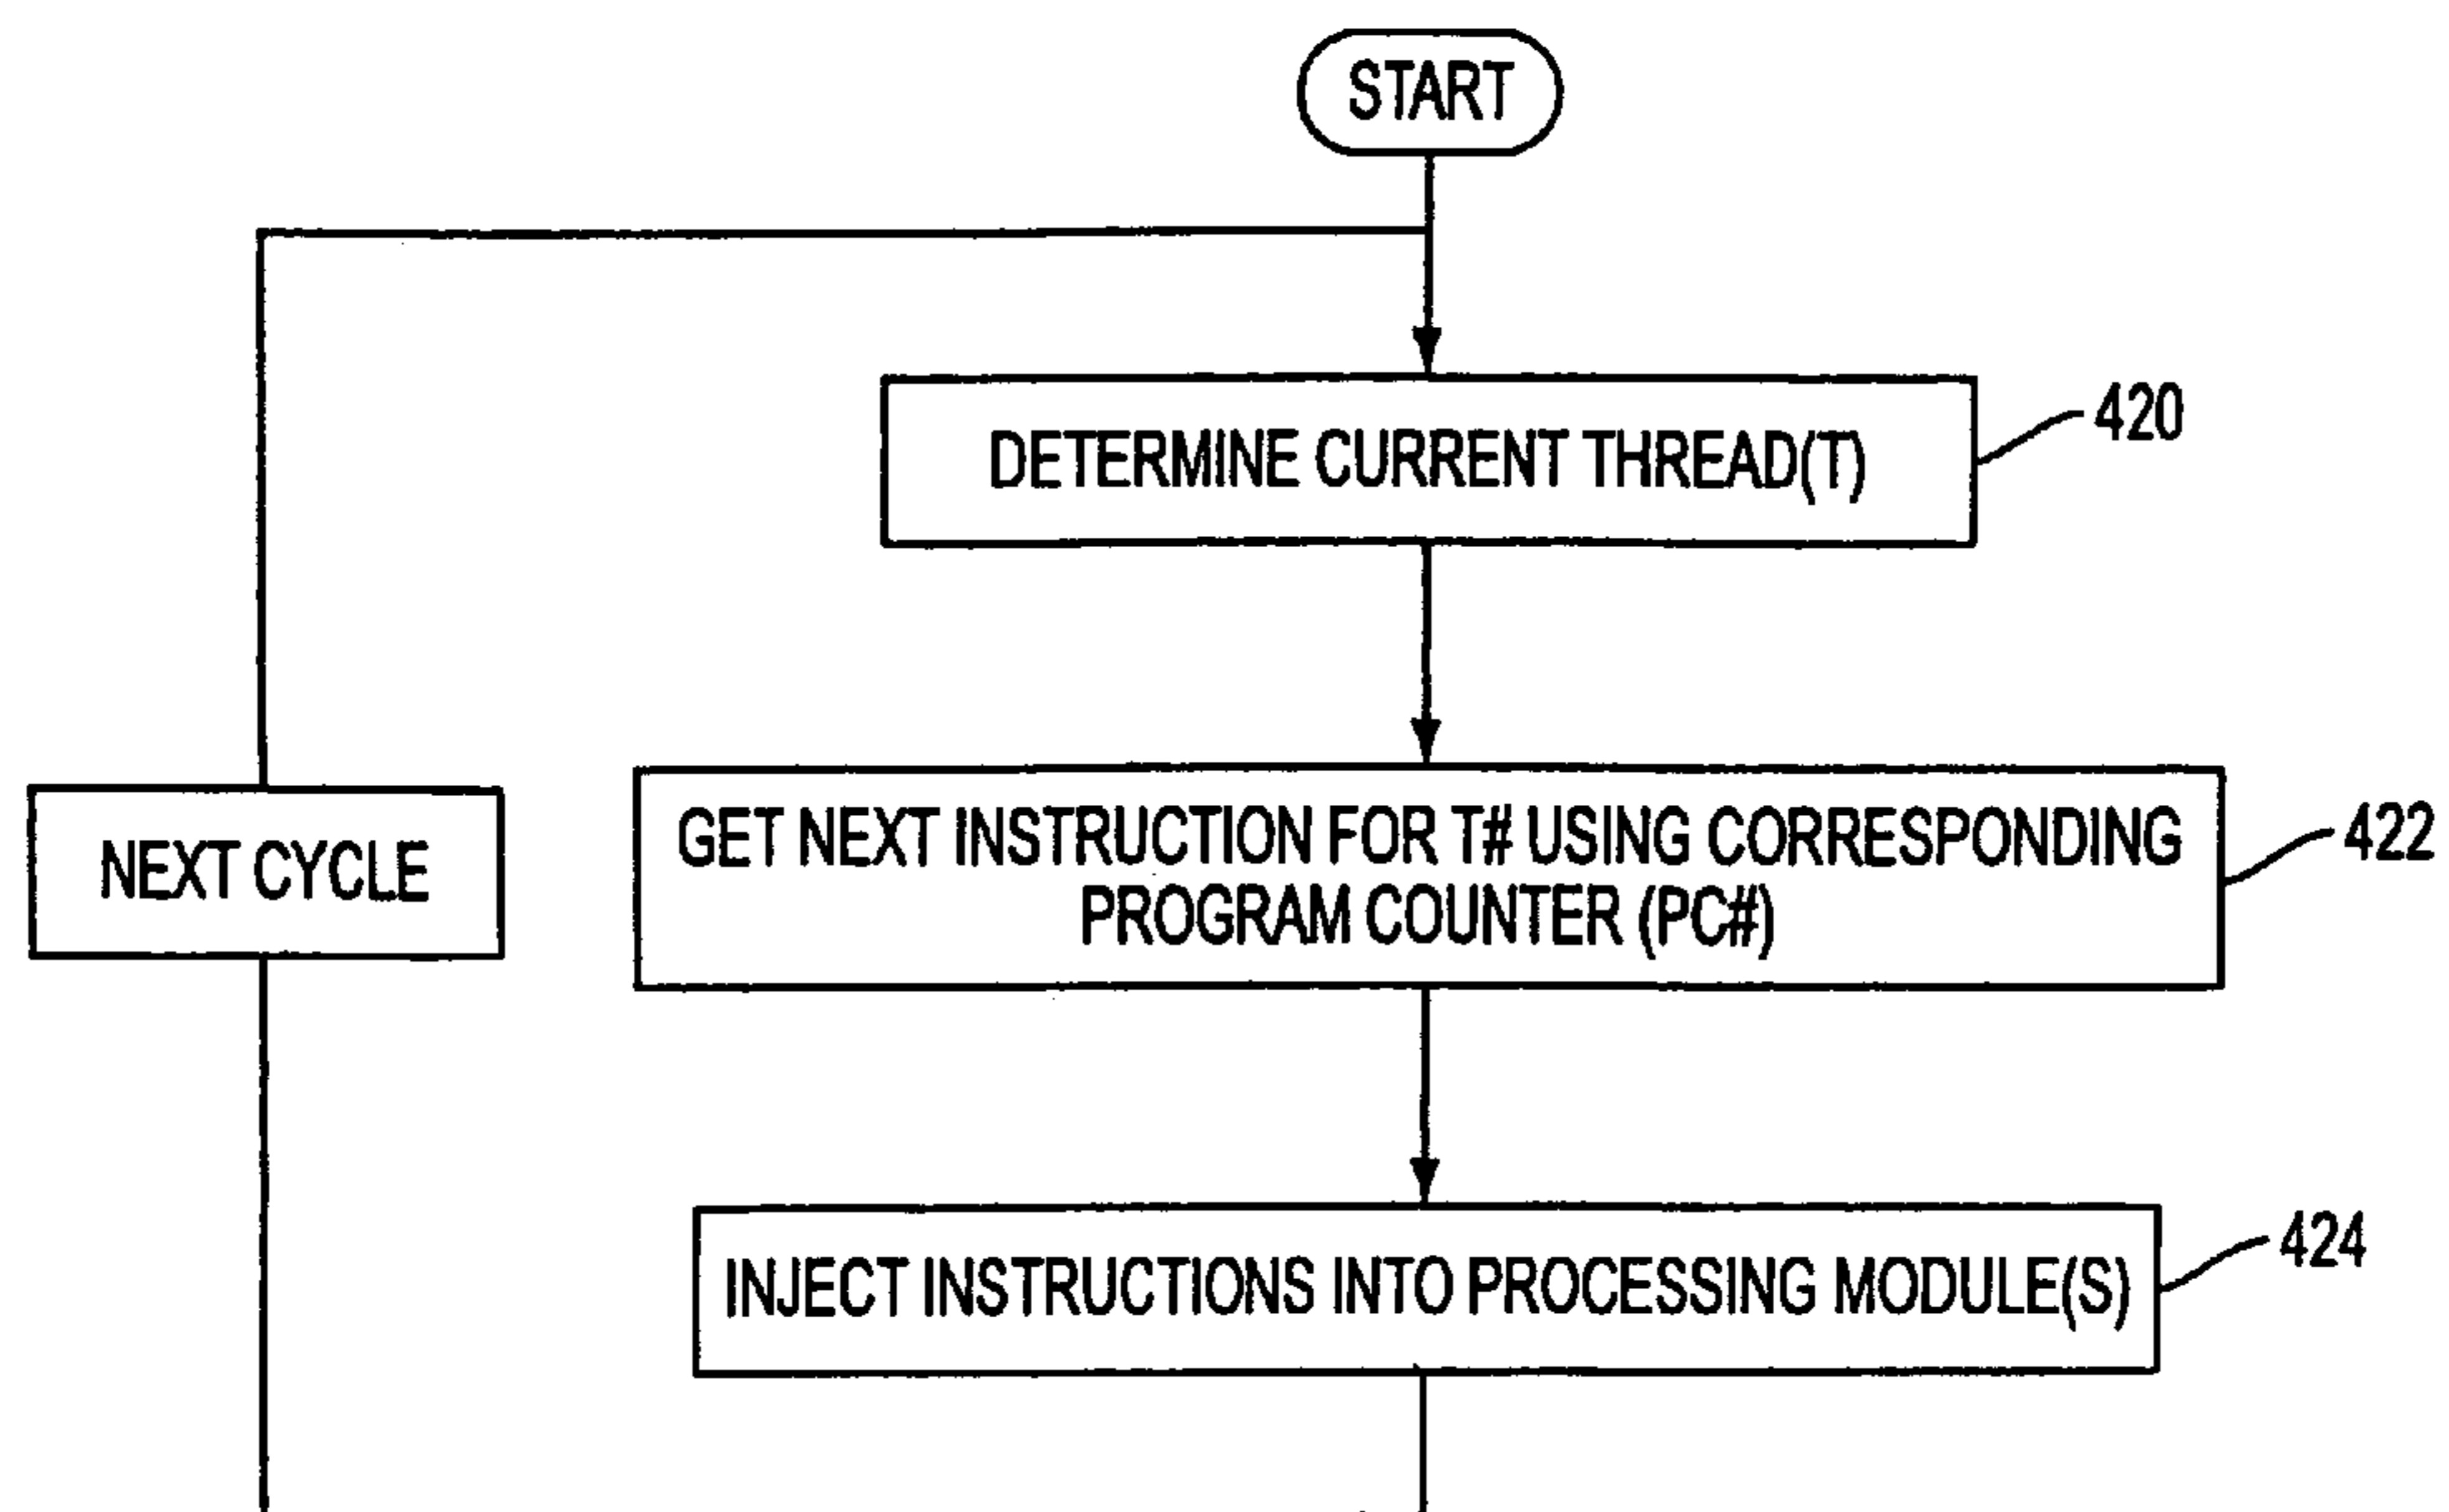 START
DETERMINE CURRENT THREAD(T)
420
GET NEXT INSTRUCTION FOR T# USING CORRESPONDING
PROGRAM COUNTER (PC#)
422
NEXT CYCLE
INJECT INSTRUCTIONS INTO PROCESSING MODULE(S)
424